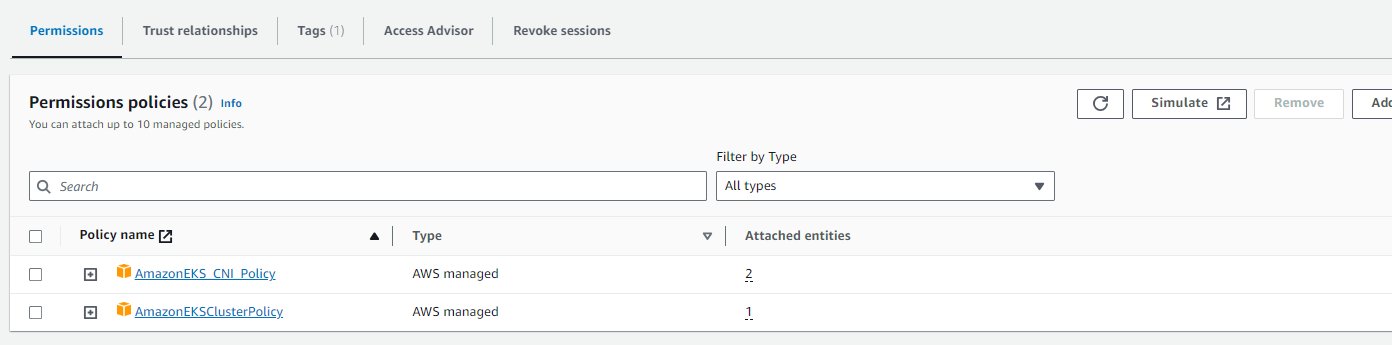 Permissions Trust relationships Tags (1) Access Advisor Revoke sessions
Permissions policies (2) Info
You can attach up to 10 managed policies.
Simulate Remove Add
Filter by Type
Search All types
Policy name Type Attached entities
AmazonEKS_CNI_Policy AWS managed 2
AmazonEKSClusterPolicy AWS managed 1